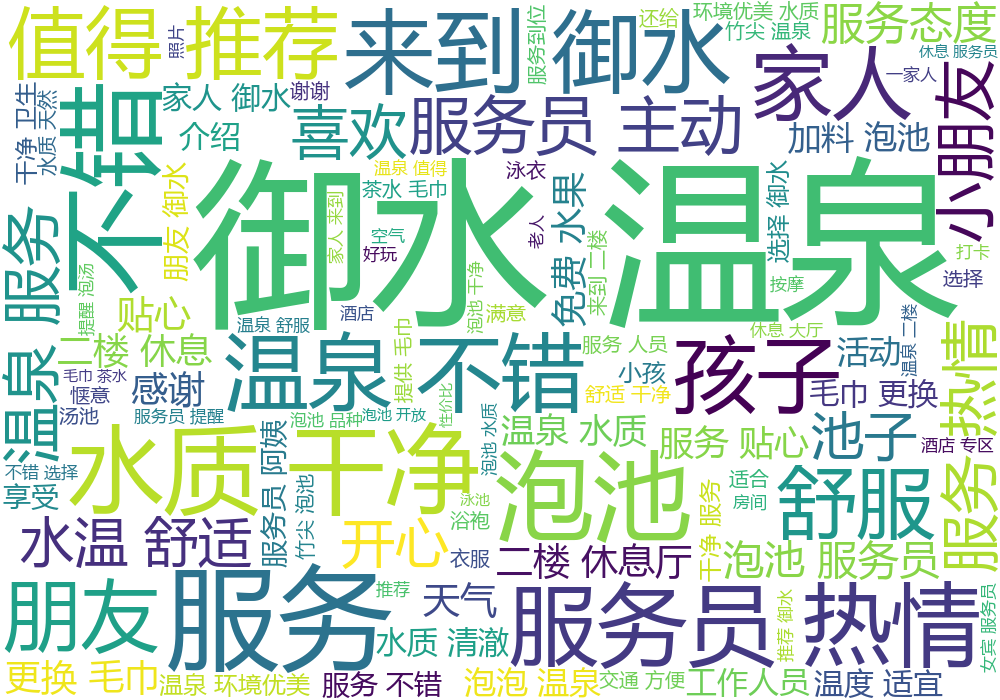 值得 推荐
照片
来到 御水
服务到位
还给
环境优美 水质
竹尖 温泉
服务态度
休息 服务员
一家人
干净 卫生
水质 天然
不错
家人 御水
谢谢
介绍
喜欢
服务员 主动
家人
加料 泡池
小朋友
朋友 御水
御水 温泉
温泉 值得
茶水 毛巾
泳衣
老人
免费 水果
来到 二楼
选择 御水
家人 来到
空气
好玩
打卡
选择
按摩
温泉 服务
提醒 泡汤
贴心
温泉 舒服
酒店
泡池 干净
满意
休息 大厅
温泉 二楼
服务 热情
二楼 休息
温泉 不错
提供 毛巾
服务 人员
孩子
活动
毛巾 茶水
惬意
感谢
小孩
舒适 干净
毛巾 更换
汤池
服务员 提醒
泡池 品种
泡池 开放
性价比
水质 干净
服务员 阿姨
泡池 水质
温泉 水质
服务 贴心
池子
酒店 专区
不错 选择
享受
竹尖 泡池
泳池
浴袍
泡池
干净 服务
适合
房间
舒服
水温 舒适
开心
衣服
二楼 休息厅
泡池 服务员
朋友
服务
推荐
天气
水质 清澈
服务员 热情
推荐 御水
女宾 服务员
更换 毛巾
温泉 环境优美
服务 不错
泡泡 温泉
交通 方便
工作人员
温度 适宜